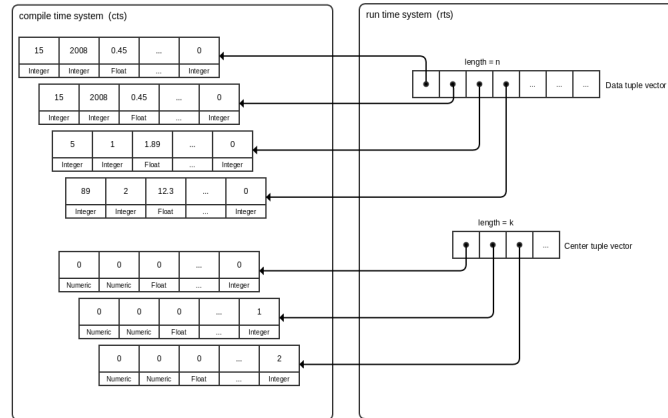 compile time system (cts)
run time system (rts)
15 2008 0.45 ... 0
Integer Integer Float ... Integer
15 2008 0.45 ... 0
Integer Integer Float ... Integer
5 1 1.89 ... 0
Integer Integer Float ... Integer
89 2 12.3 ... 0
Integer Integer Float ... Integer
0 0 0 ... 0
Numeric Numeric Float ... Integer
0 0 0 ... 1
Numeric Numeric Float ... Integer
0 0 0 ... 2
Numeric Numeric Float ... Integer
length = n
... ... ...
Data tuple vector
length = k
...
Center tuple vector